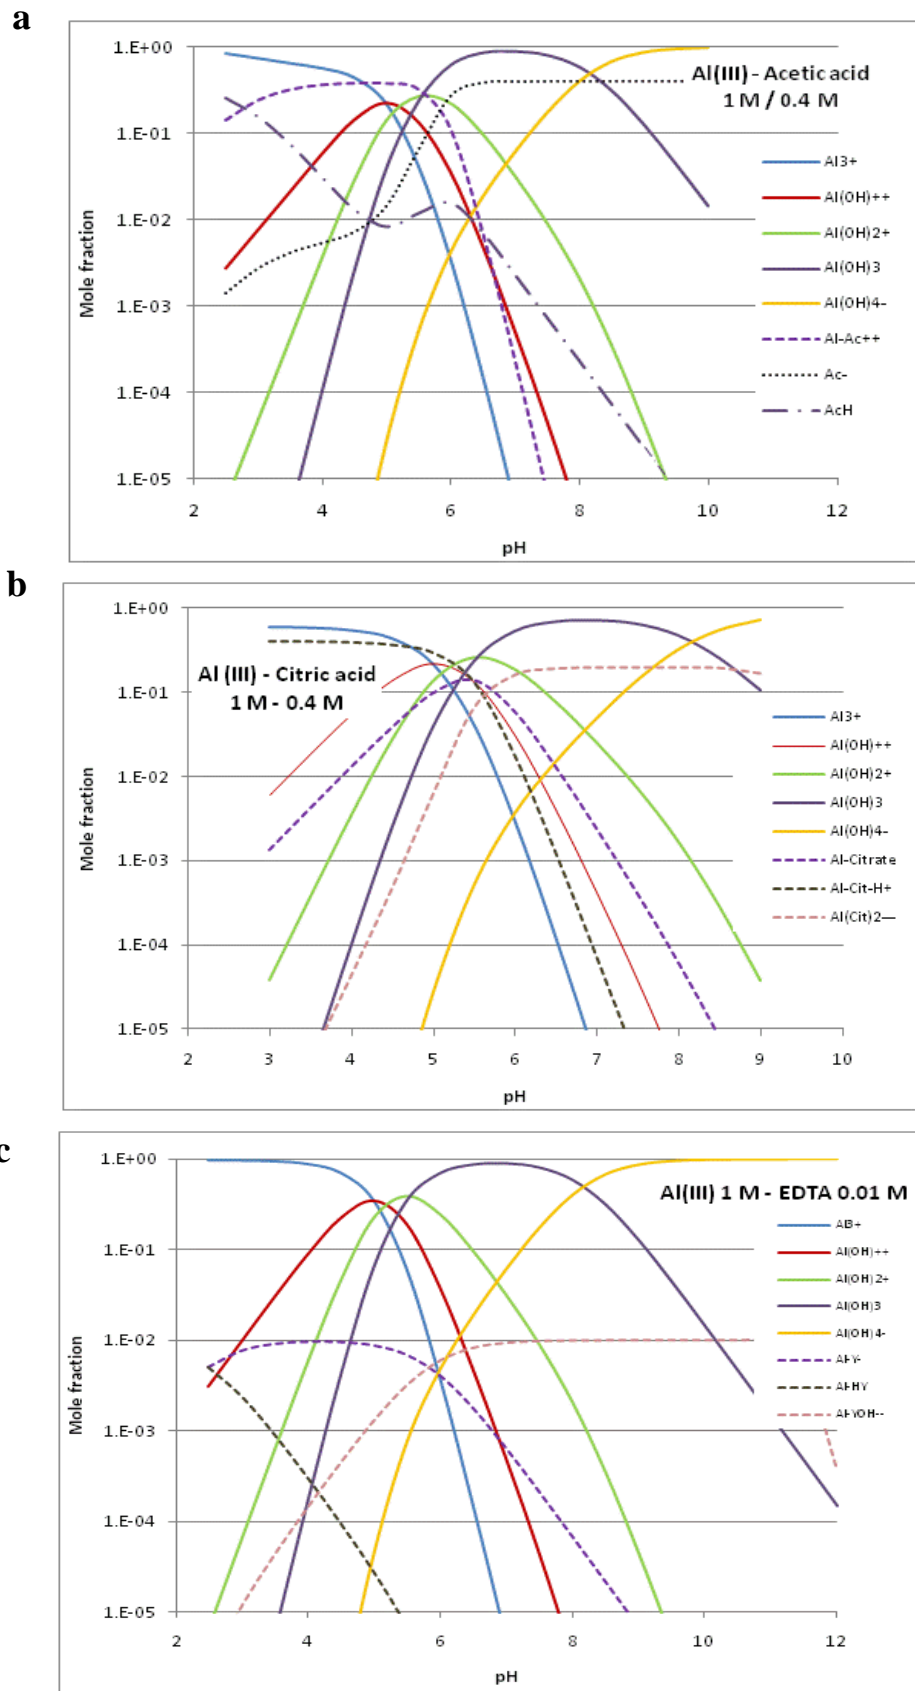 a
Al(III) - Acetic acid
1 M / 0.4 M
1.E+00
1.E-01
1.E-02
1.E-03
1.E-04
1.E-05
Mole fraction
2 4 6 8 10 12
pH
Al3+
Al(OH)++
Al(OH)2+
Al(OH)3
Al(OH)4-
Al-Ac++
Ac-
AcH
b
Al (III) - Citric acid
1 M - 0.4 M
1.E+00
1.E-01
1.E-02
1.E-03
1.E-04
1.E-05
Mole fraction
2 3 4 5 6 7 8 9 10
pH
Al3+
Al(OH)++
Al(OH)2+
Al(OH)3
Al(OH)4-
Al-Citrate
Al-Cit-H+
Al(Cit)2---
c
Al(III) 1 M - EDTA 0.01 M
1.E+00
1.E-01
1.E-02
1.E-03
1.E-04
1.E-05
Mole fraction
2 4 6 8 10 12
pH
Al3+
Al(OH)++
Al(OH)2+
Al(OH)3
Al(OH)4-
Al-Y-
Al-HY
Al-YOH--